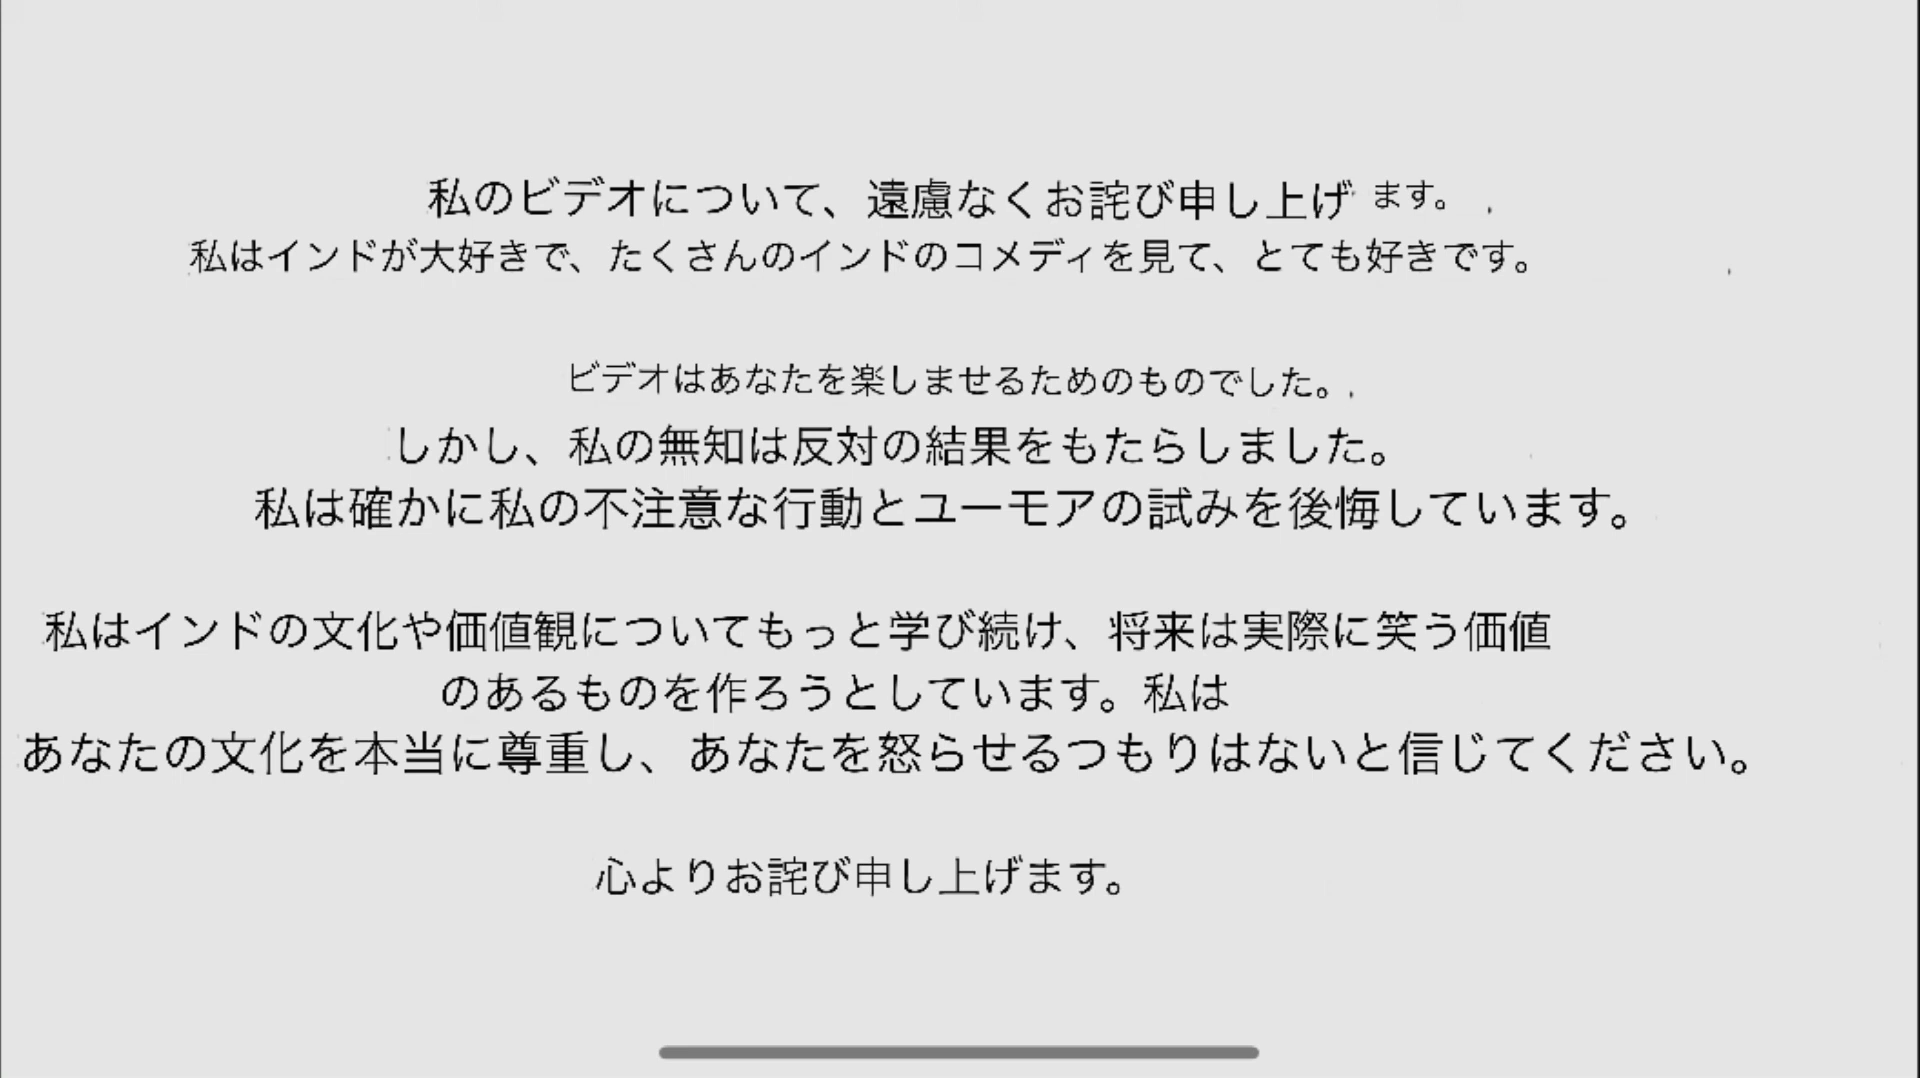 私のビデオについて、遠慮なくお詫び申し上げます。
私はインドが大好きで、たくさんのインドのコメディを見て、とても好きです。
ビデオはあなたを楽しませるためのものでした。
しかし、私の無知は反対の結果をもたらしました。
私は確かに私の不注意な行動とユーモアの試みを後悔しています。
私はインドの文化や価値観についてもっと学び続け、将来は実際に笑う価値
のあるものを作ろうとしています。私は
あなたの文化を本当に尊重し、あなたを怒らせるつもりはないと信じてください。
心よりお詫び申し上げます。